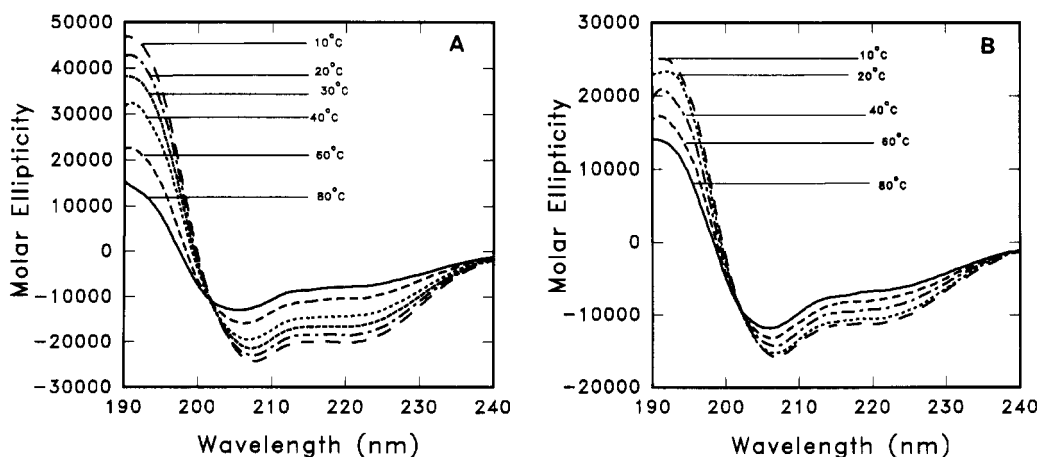 A
50000
40000
30000
20000
10000
0
-10000
-20000
-30000
Molar Ellipticity
10°C
20°C
30°C
40°C
60°C
80°C
190 200 210 220 230 240
Wavelength (nm)
B
30000
20000
10000
0
-10000
-20000
Molar Ellipticity
10°C
20°C
40°C
60°C
80°C
190 200 210 220 230 240
Wavelength (nm)